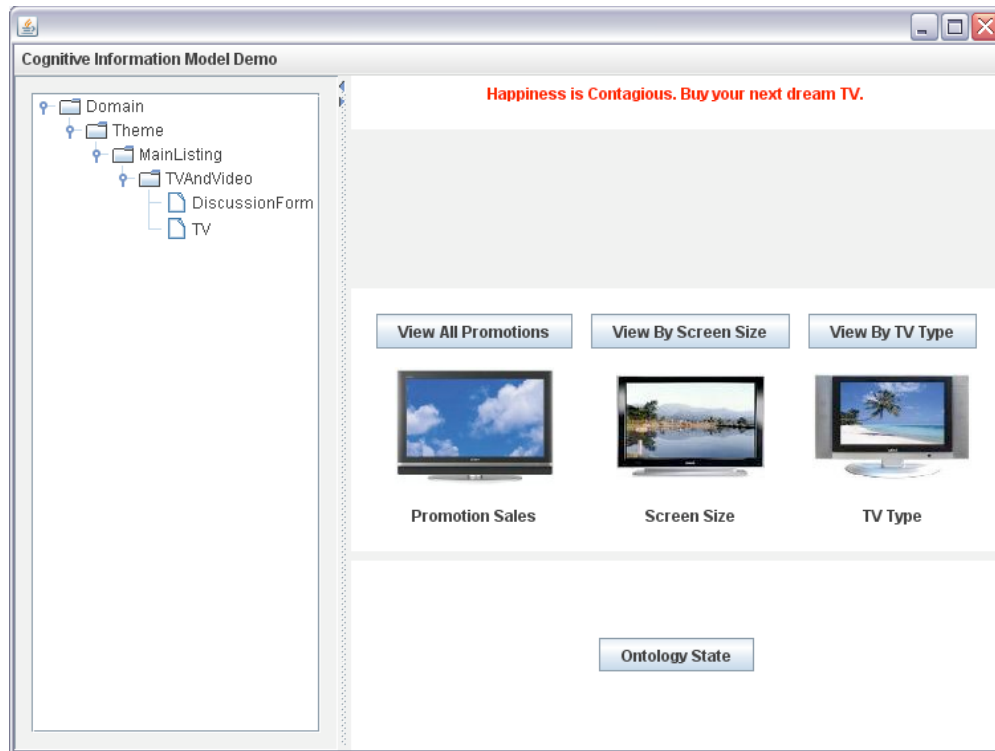 Cognitive Information Model Demo
Happiness is Contagious. Buy your next dream TV.
Domain
Theme
MainListing
TVAndVideo
DiscussionForm
TV
View All Promotions
View By Screen Size
View By TV Type
Promotion Sales
Screen Size
TV Type
Ontology State